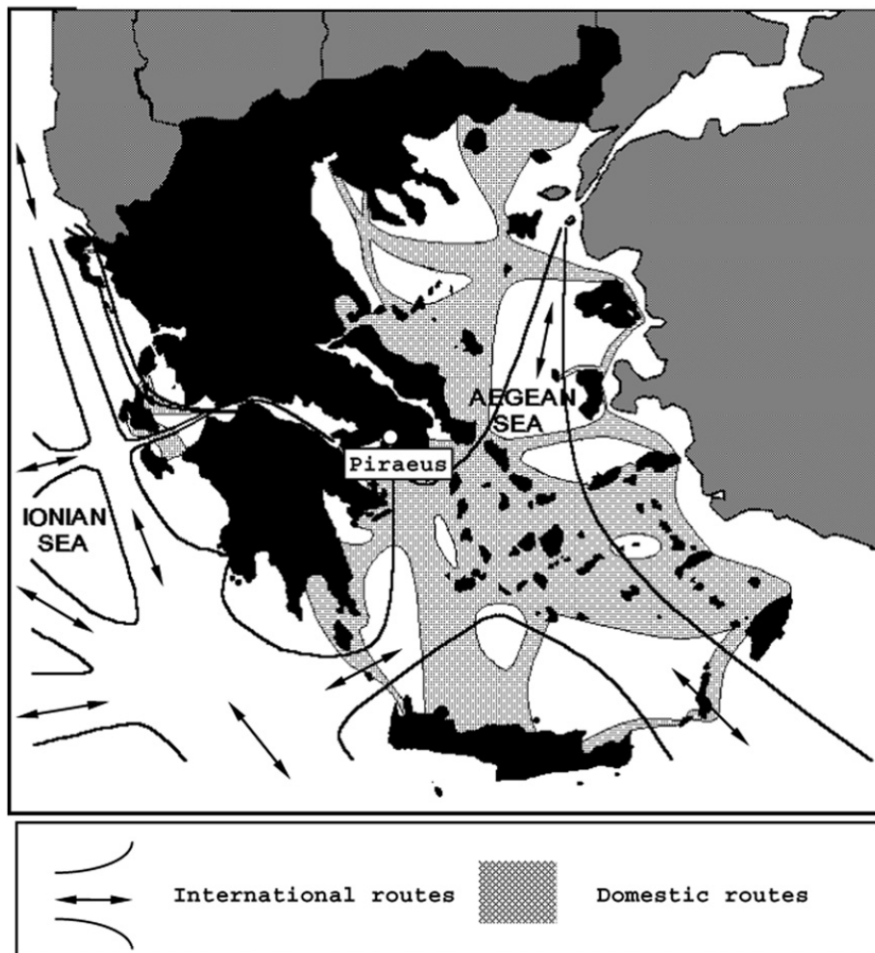 AEGEAN
SEA
Piraeus
IONIAN
SEA
International routes
Domestic routes